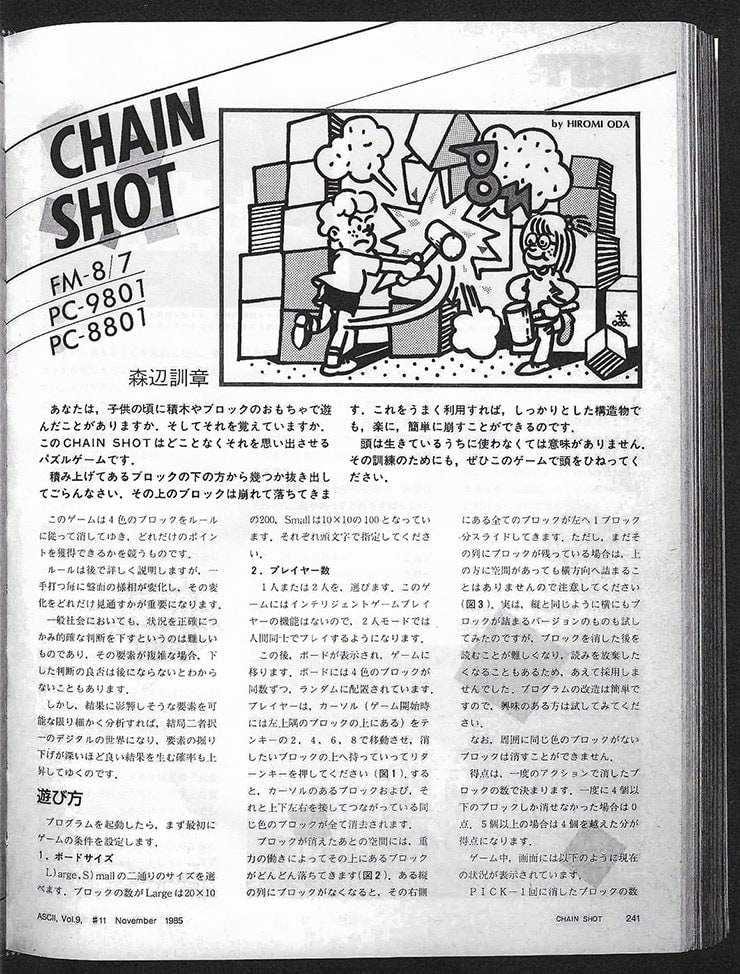 CHAIN
SHOT
FM-8/7
PC-9801
PC-8801
森辺訓章
by HIROMI ODA
POW
あなたは，子供の頃に積木やブロックのおもちゃで遊
んだことがありますか．そしてそれを覚えていますか．
このCHAIN SHOTはどことなくそれを思い出させる
パズルゲームです．
積み上げてあるブロックの下の方から幾つか抜き出し
てごらんなさい．その上のブロックは崩れて落ちてきま
す．これをうまく利用すれば，しっかりとした構造物で
も，楽に，簡単に崩すことができるのです．
頭は生きているうちに使わなくては意味がありません．
その訓練のためにも，ぜひこのゲームで頭をひねってく
ださい．
このゲームは4色のブロックをルール
に従って消してゆき，どれだけのポイン
トを獲得できるかを競うものです．
ルールは後で詳しく説明しますが，一
手打つ毎に盤面の様相が変化し，その変
化をどれだけ見通すかが重要になります．
一般社会においても，状況を正確につ
かみ的確な判断を下すというのは難しい
ものであり，その要素が複雑な場合，下
した判断の良否は後にならないとわから
ないこともあります．
しかし，結果に影響しそうな要素を可
能な限り細かく分析すれば，結局二者択
一のデジタルの世界になり，要素の掘り
下げが深いほど良い結果を生む確率も上
昇してゆくのです．
遊び方
プログラムを起動したら，まず最初に
ゲームの条件を設定します．
1．ボードサイズ
L)arge, S)mallの二通りのサイズを選
べます．ブロックの数がLargeは20×10
の200，Smallは10×10の100となってい
ます．それぞれ頭文字で指定してくださ
い．
2．プレイヤー数
1人または2人を，選びます．このゲ
ームにはインテリジェントゲームプレイ
ヤーの機能はないので，2人モードでは
人間同士でプレイするようになります．
この後，ボードが表示され，ゲームに
移ります．ボードには4色のブロックが
同数ずつ，ランダムに配置されています．
プレイヤーは，カーソル(ゲーム開始時
には左上隅のブロックの上にある)をテ
ンキーの2，4，6，8で移動させ，消
したいブロックの上へ持っていってリタ
ーンキーを押してください(図1)．する
と，カーソルのあるブロックおよび，そ
れと上下左右を接してつながっている同
じ色のブロックが全て消去されます．
ブロックが消えたあとの空間には，重
力の働きによってその上にあるブロック
がどんどん落ちてきます(図2)．ある縦
の列にブロックがなくなると，その右側
にある全てのブロックが左へ1ブロック
分スライドしてきます．ただし，まだそ
の列にブロックが残っている場合は，上
の方に空間があっても横方向へ詰まるこ
とはありませんので注意してください
(図3)．実は，縦と同じように横にもブ
ロックが詰まるバージョンのものも試し
てみたのですが，ブロックを消した後を
読むことが難しくなり，読みを放棄した
くなることもあるため，あえて採用しま
せんでした．プログラムの改造は簡単で
すので，興味のある方は試してみてくだ
さい．
なお，周囲に同じ色のブロックがない
ブロックは消すことができません．
得点は，一度のアクションで消したブ
ロックの数で決まります．一度に4個以
下のブロックしか消せなかった場合は0
点．5個以上の場合は4個を越えた分が
得点になります．
ゲーム中，画面には以下のように現在
の状況が表示されています．
PICK－1回に消したブロックの数
ASCII, Vol.9, #11 November 1985
CHAIN SHOT 241